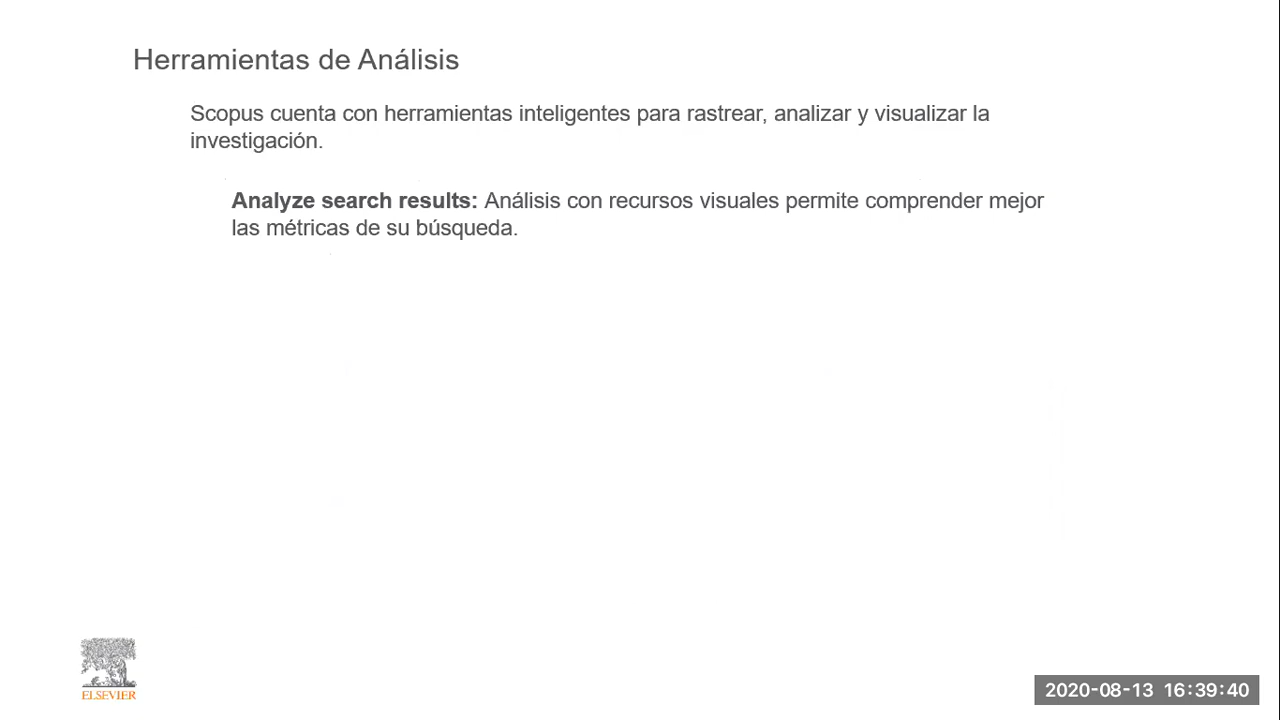 Herramientas de Análisis
Scopus cuenta con herramientas inteligentes para rastrear, analizar y visualizar la
investigación.
Analyze search results: Análisis con recursos visuales permite comprender mejor
las métricas de su búsqueda.
ELSEVIER
2020-08-13 16:39:40